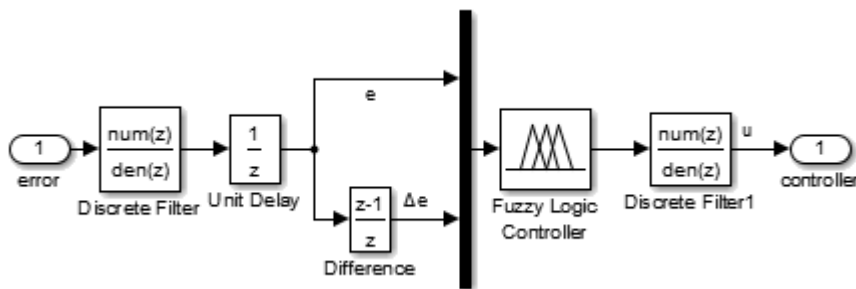 1
error
num(z)
den(z)
Discrete Filter
1
z
Unit Delay
e
z-1
z
Difference
Δe
Fuzzy Logic
Controller
num(z)
den(z)
Discrete Filter1
u
1
controller